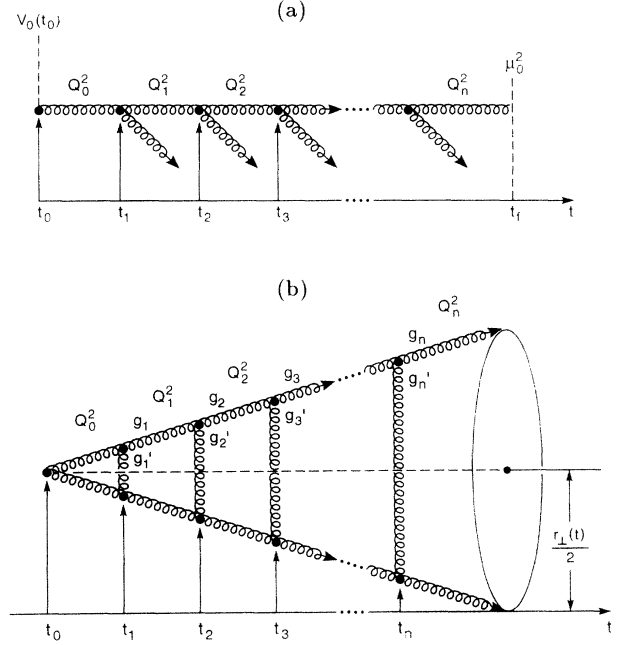 (a)
V₀(t₀)
Q₀² Q₁² Q₂² Qₙ² μ₀²
t₀ t₁ t₂ t₃ t_f t
(b)
Qₙ²
gₙ
Q₂² g₃ gₙ'
Q₁² g₂ g₃'
Q₀² g₁ g₂'
g₁'
r⊥(t)
2
t₀ t₁ t₂ t₃ tₙ t